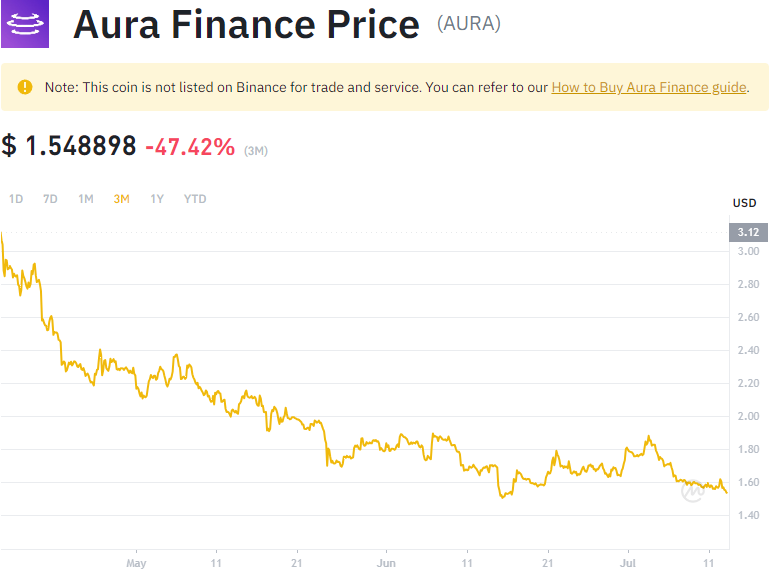 Aura Finance Price (AURA)
Note: This coin is not listed on Binance for trade and service. You can refer to our How to Buy Aura Finance guide.
$ 1.548898 -47.42% (3M)
1D 7D 1M 3M 1Y YTD
USD
3.12
3.00
2.80
2.60
2.40
2.20
2.00
1.80
1.60
1.40
May 11 21 Jun 11 21 Jul 11